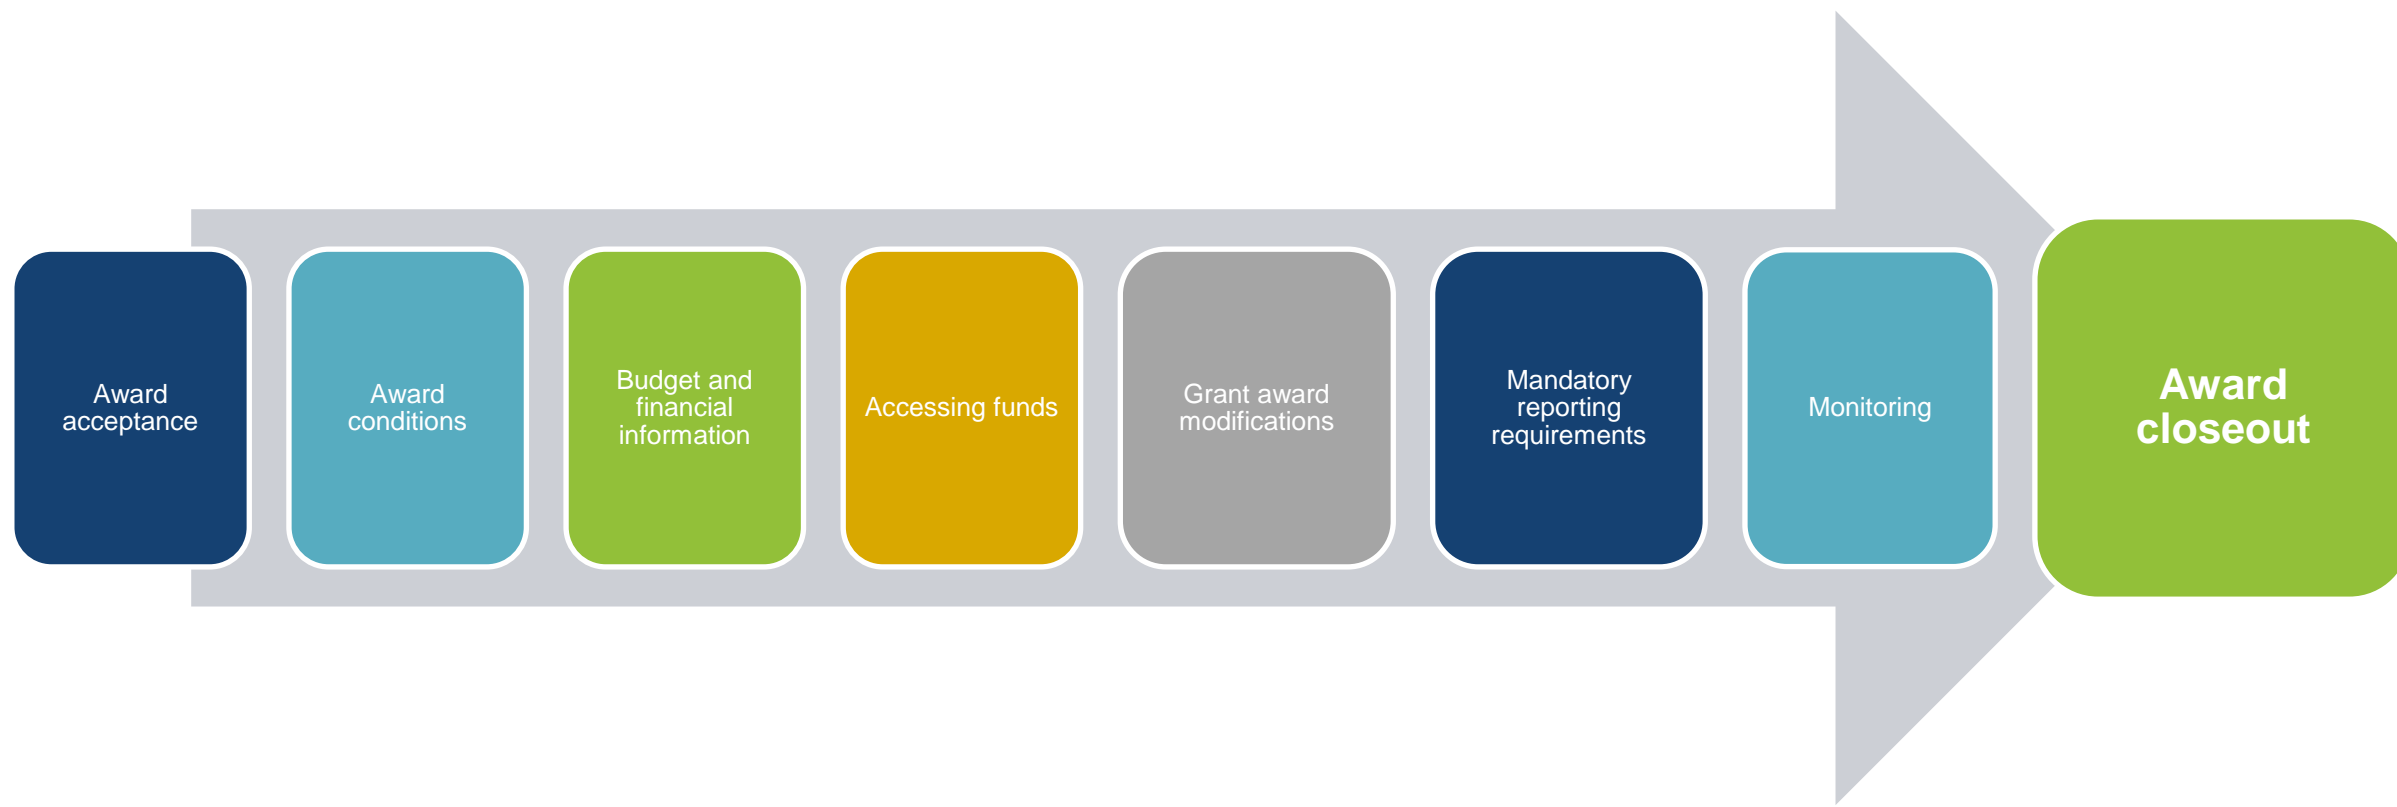 Award
acceptance
Award
conditions
Budget and
financial
information
Accessing funds
Grant award
modifications
Mandatory
reporting
requirements
Monitoring
Award
closeout